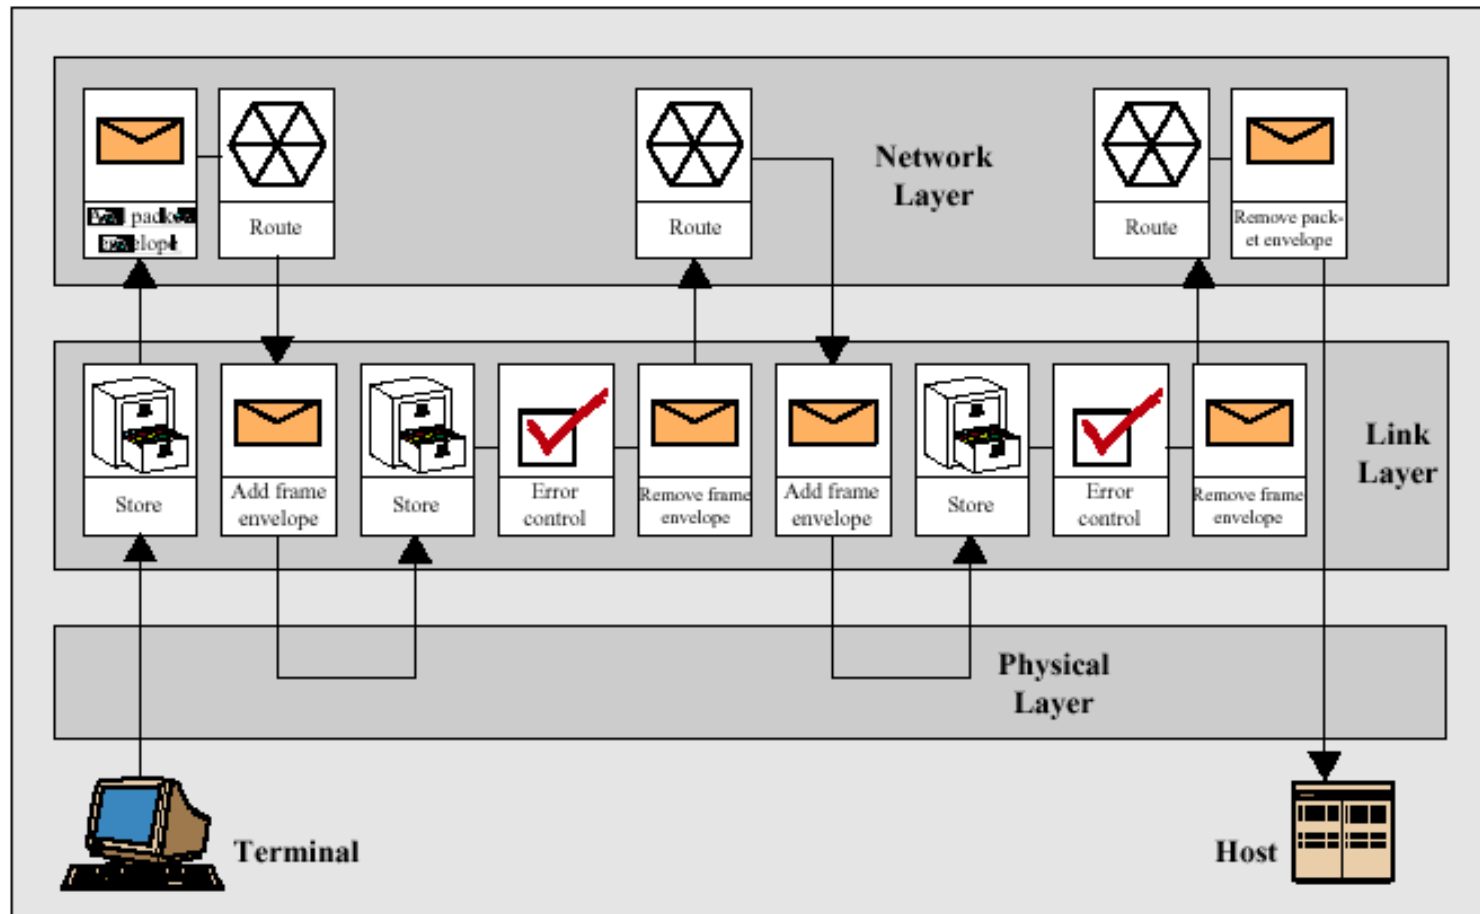 packet
envelope
Route
Route
Network
Layer
Route
Remove pack-
et envelope
Store
Add frame
envelope
Store
Error
control
Remove frame
envelope
Add frame
envelope
Store
Error
control
Remove frame
envelope
Link
Layer
Physical
Layer
Terminal
Host